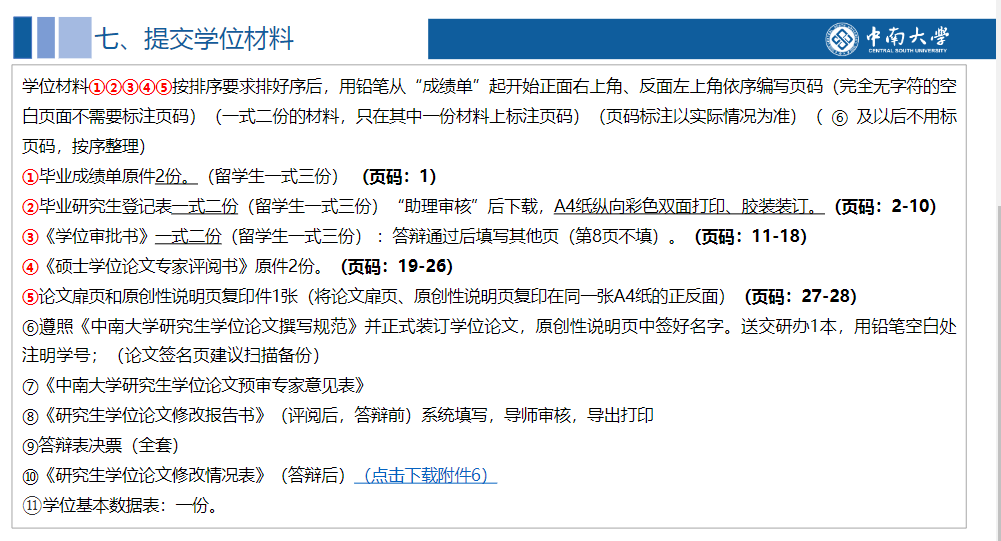 七、提交学位材料
中南大学
CENTRAL SOUTH UNIVERSITY
学位材料①②③④⑤按排序要求排好序后，用铅笔从“成绩单”起开始正面右上角、反面左上角依序编写页码（完全无字符的空
白页面不需要标注页码）（一式二份的材料，只在其中一份材料上标注页码）（页码标注以实际情况为准）（ ⑥ 及以后不用标
页码，按序整理）
①毕业成绩单原件2份。（留学生一式三份） （页码：1）
②毕业研究生登记表一式二份（留学生一式三份）“助理审核”后下载，A4纸纵向彩色双面打印、胶装装订。（页码：2-10）
③《学位审批书》一式二份（留学生一式三份）：答辩通过后填写其他页（第8页不填）。（页码：11-18）
④《硕士学位论文专家评阅书》原件2份。（页码：19-26）
⑤论文扉页和原创性说明页复印件1张（将论文扉页、原创性说明页复印在同一张A4纸的正反面）（页码：27-28）
⑥遵照《中南大学研究生学位论文撰写规范》并正式装订学位论文，原创性说明页中签好名字。送交研办1本，用铅笔空白处
注明学号；（论文签名页建议扫描备份）
⑦《中南大学研究生学位论文预审专家意见表》
⑧《研究生学位论文修改报告书》（评阅后，答辩前）系统填写，导师审核，导出打印
⑨答辩表决票（全套）
⑩《研究生学位论文修改情况表》（答辩后）（点击下载附件6）
⑪学位基本数据表：一份。